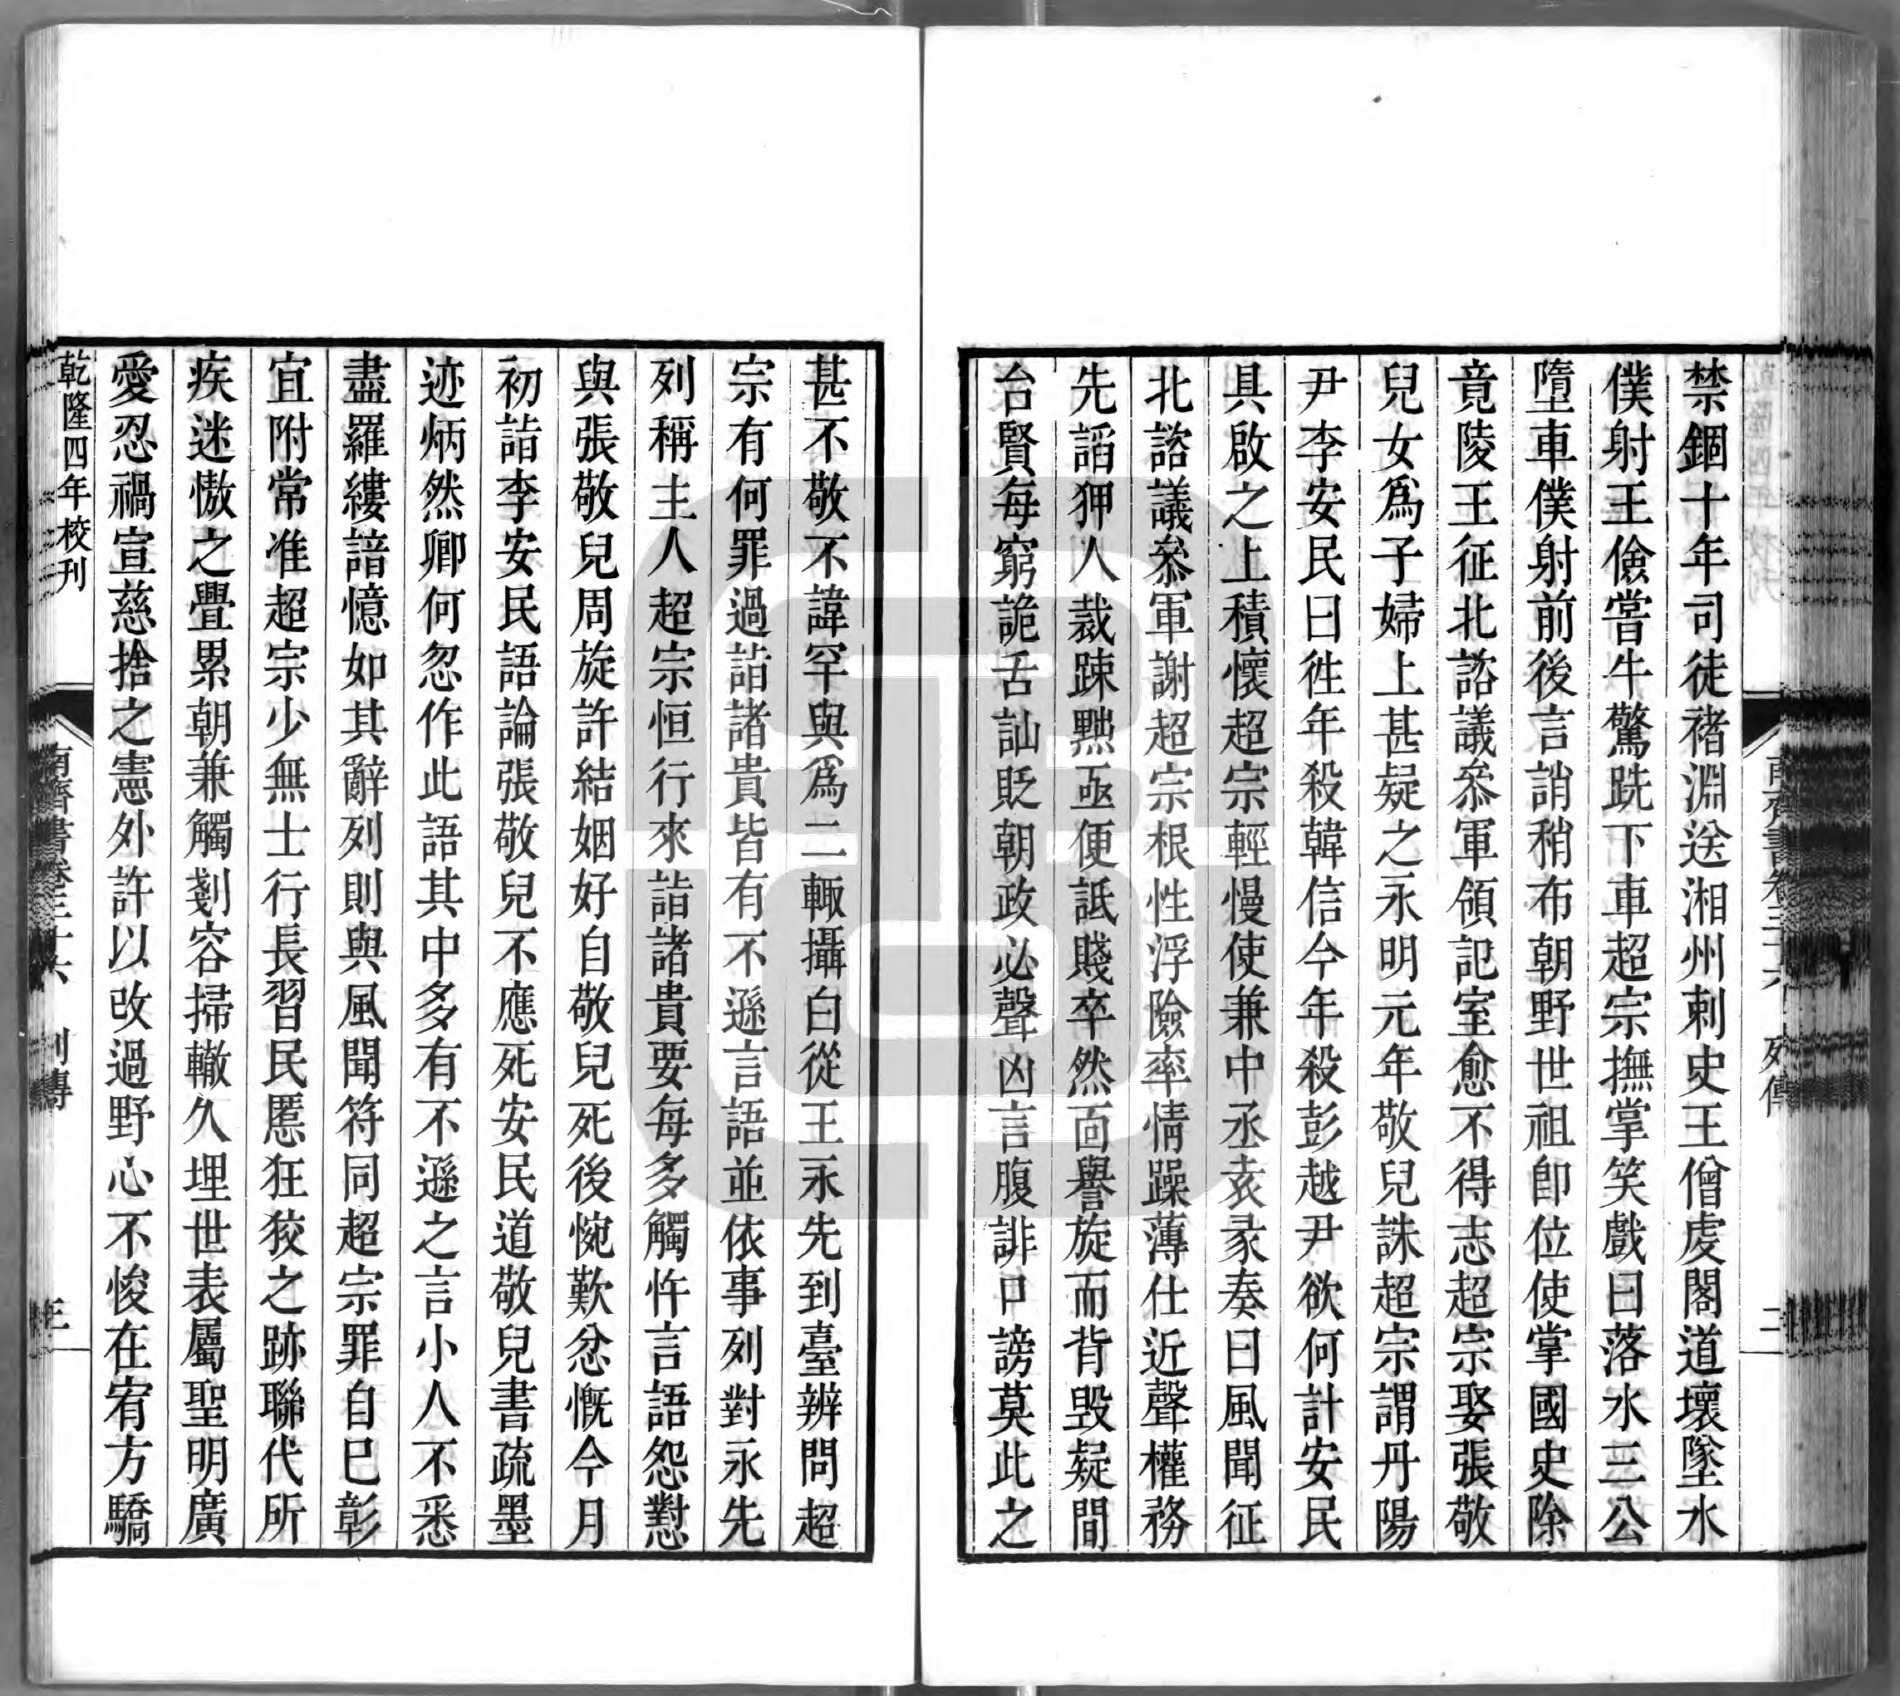 禁錮十年司徒褚淵送湘州刺史王僧虔閣道壞墜水
僕射王儉嘗牛驚跣下車超宗撫掌笑戲曰落水三公
墮車僕射前後言誚稍布朝野世祖卽位使掌國史除
竟陵王征北諮議叅軍領記室愈不得志超宗娶張敬
兒女爲子婦上甚疑之永明元年敬兒誅超宗謂丹陽
尹李安民曰徃年殺韓信今年殺彭越尹欲何計安民
具啟之上積懷超宗輕慢使兼中丞袁彖奏曰風聞征
北諮議叅軍謝超宗根性浮險率情躁薄仕近聲權務
先諂狎人裁踈黜亟便詆賤卒然面譽旋而背毀疑間
台賢每窮詭舌訕貶朝政必聲凶言腹誹口謗莫此之
甚不敬不諱罕與爲二輙攝白從王永先到臺辨問超
宗有何罪過詣諸貴皆有不遜言語並依事列對永先
列稱主人超宗恒行來詣諸貴要每多觸忤言語怨懟
與張敬兒周旋許結姻好自敬兒死後惋歎忿慨今月
初詣李安民語論張敬兒不應死安民道敬兒書疏墨
迹炳然卿何忽作此語其中多有不遜之言小人不悉
盡羅縷諳憶如其辭列則與風聞符同超宗罪自巳彰
宜附常准超宗少無士行長習民慝狂狡之跡聯代所
疾迷慠之釁累朝兼觸剗容掃轍久埋世表屬聖明廣
愛忍禍宣慈捨之憲外許以改過野心不悛在宥方驕
乾隆四年校刊
南齊書卷三十六
列傳
三